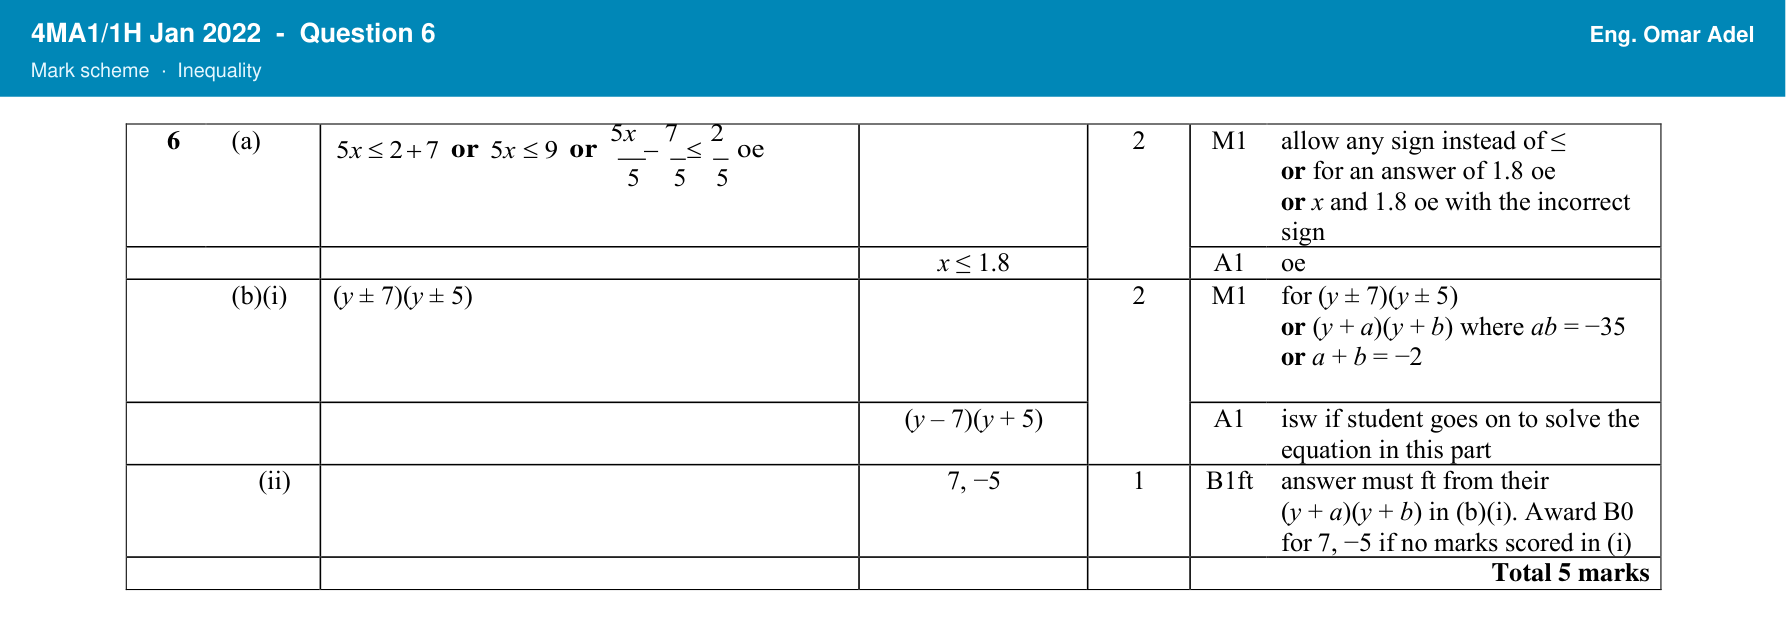 4MA1/1H Jan 2022 - Question 6
Eng. Omar Adel
Mark scheme · Inequality
6 (a) 5x ≤ 2+7 or 5x ≤ 9 or 5x/5 − 7/5 ≤ 2/5 oe 2 M1 allow any sign instead of ≤
or for an answer of 1.8 oe
or x and 1.8 oe with the incorrect
sign
x ≤ 1.8 A1 oe
(b)(i) (y ± 7)(y ± 5) 2 M1 for (y ± 7)(y ± 5)
or (y + a)(y + b) where ab = −35
or a + b = −2
(y – 7)(y + 5) A1 isw if student goes on to solve the
equation in this part
(ii) 7, −5 1 B1ft answer must ft from their
(y + a)(y + b) in (b)(i). Award B0
for 7, −5 if no marks scored in (i)
Total 5 marks